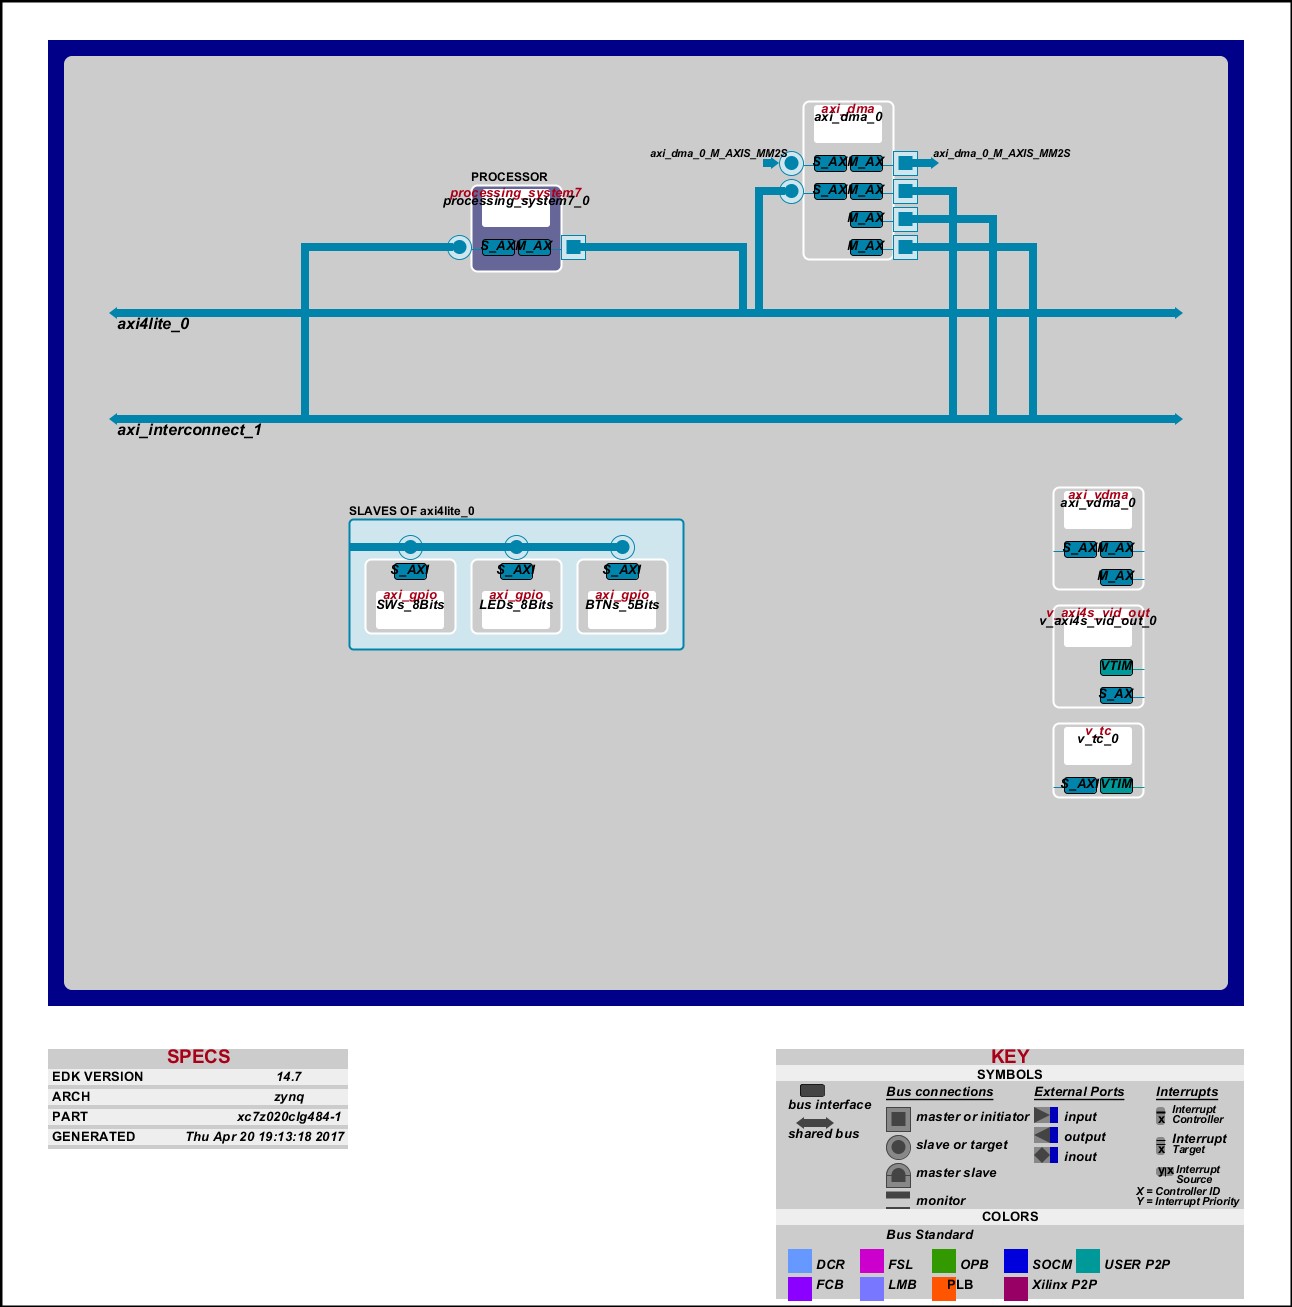 axi_dma
axi_dma_0
axi_dma_0_M_AXIS_MM2S
axi_dma_0_M_AXIS_MM2S
S_AX M_AX
PROCESSOR
processing_system7
processing_system7_0
S_AX M_AX
M_AX
S_AXI M_AX
M_AX
axi4lite_0
axi_interconnect_1
axi_vdma
axi_vdma_0
SLAVES OF axi4lite_0
S_AXI M_AX
S_AXI S_AXI S_AXI
M_AX
axi_gpio axi_gpio axi_gpio
SWs_8Bits LEDs_8Bits BTNs_5Bits
v_axi4s_vid_out
v_axi4s_vid_out_0
VTIM
S_AX
v_tc
v_tc_0
S_AXI VTIM
SPECS
EDK VERSION 14.7
ARCH zynq
PART xc7z020clg484-1
GENERATED Thu Apr 20 19:13:18 2017
KEY
SYMBOLS
bus interface
shared bus
Bus connections
master or initiator
slave or target
master slave
monitor
External Ports
input
output
inout
Interrupts
Interrupt
Controller
x
Interrupt
Target
x
y x Interrupt
Source
X = Controller ID
Y = Interrupt Priority
COLORS
Bus Standard
DCR FSL OPB SOCM USER P2P
FCB LMB PLB Xilinx P2P